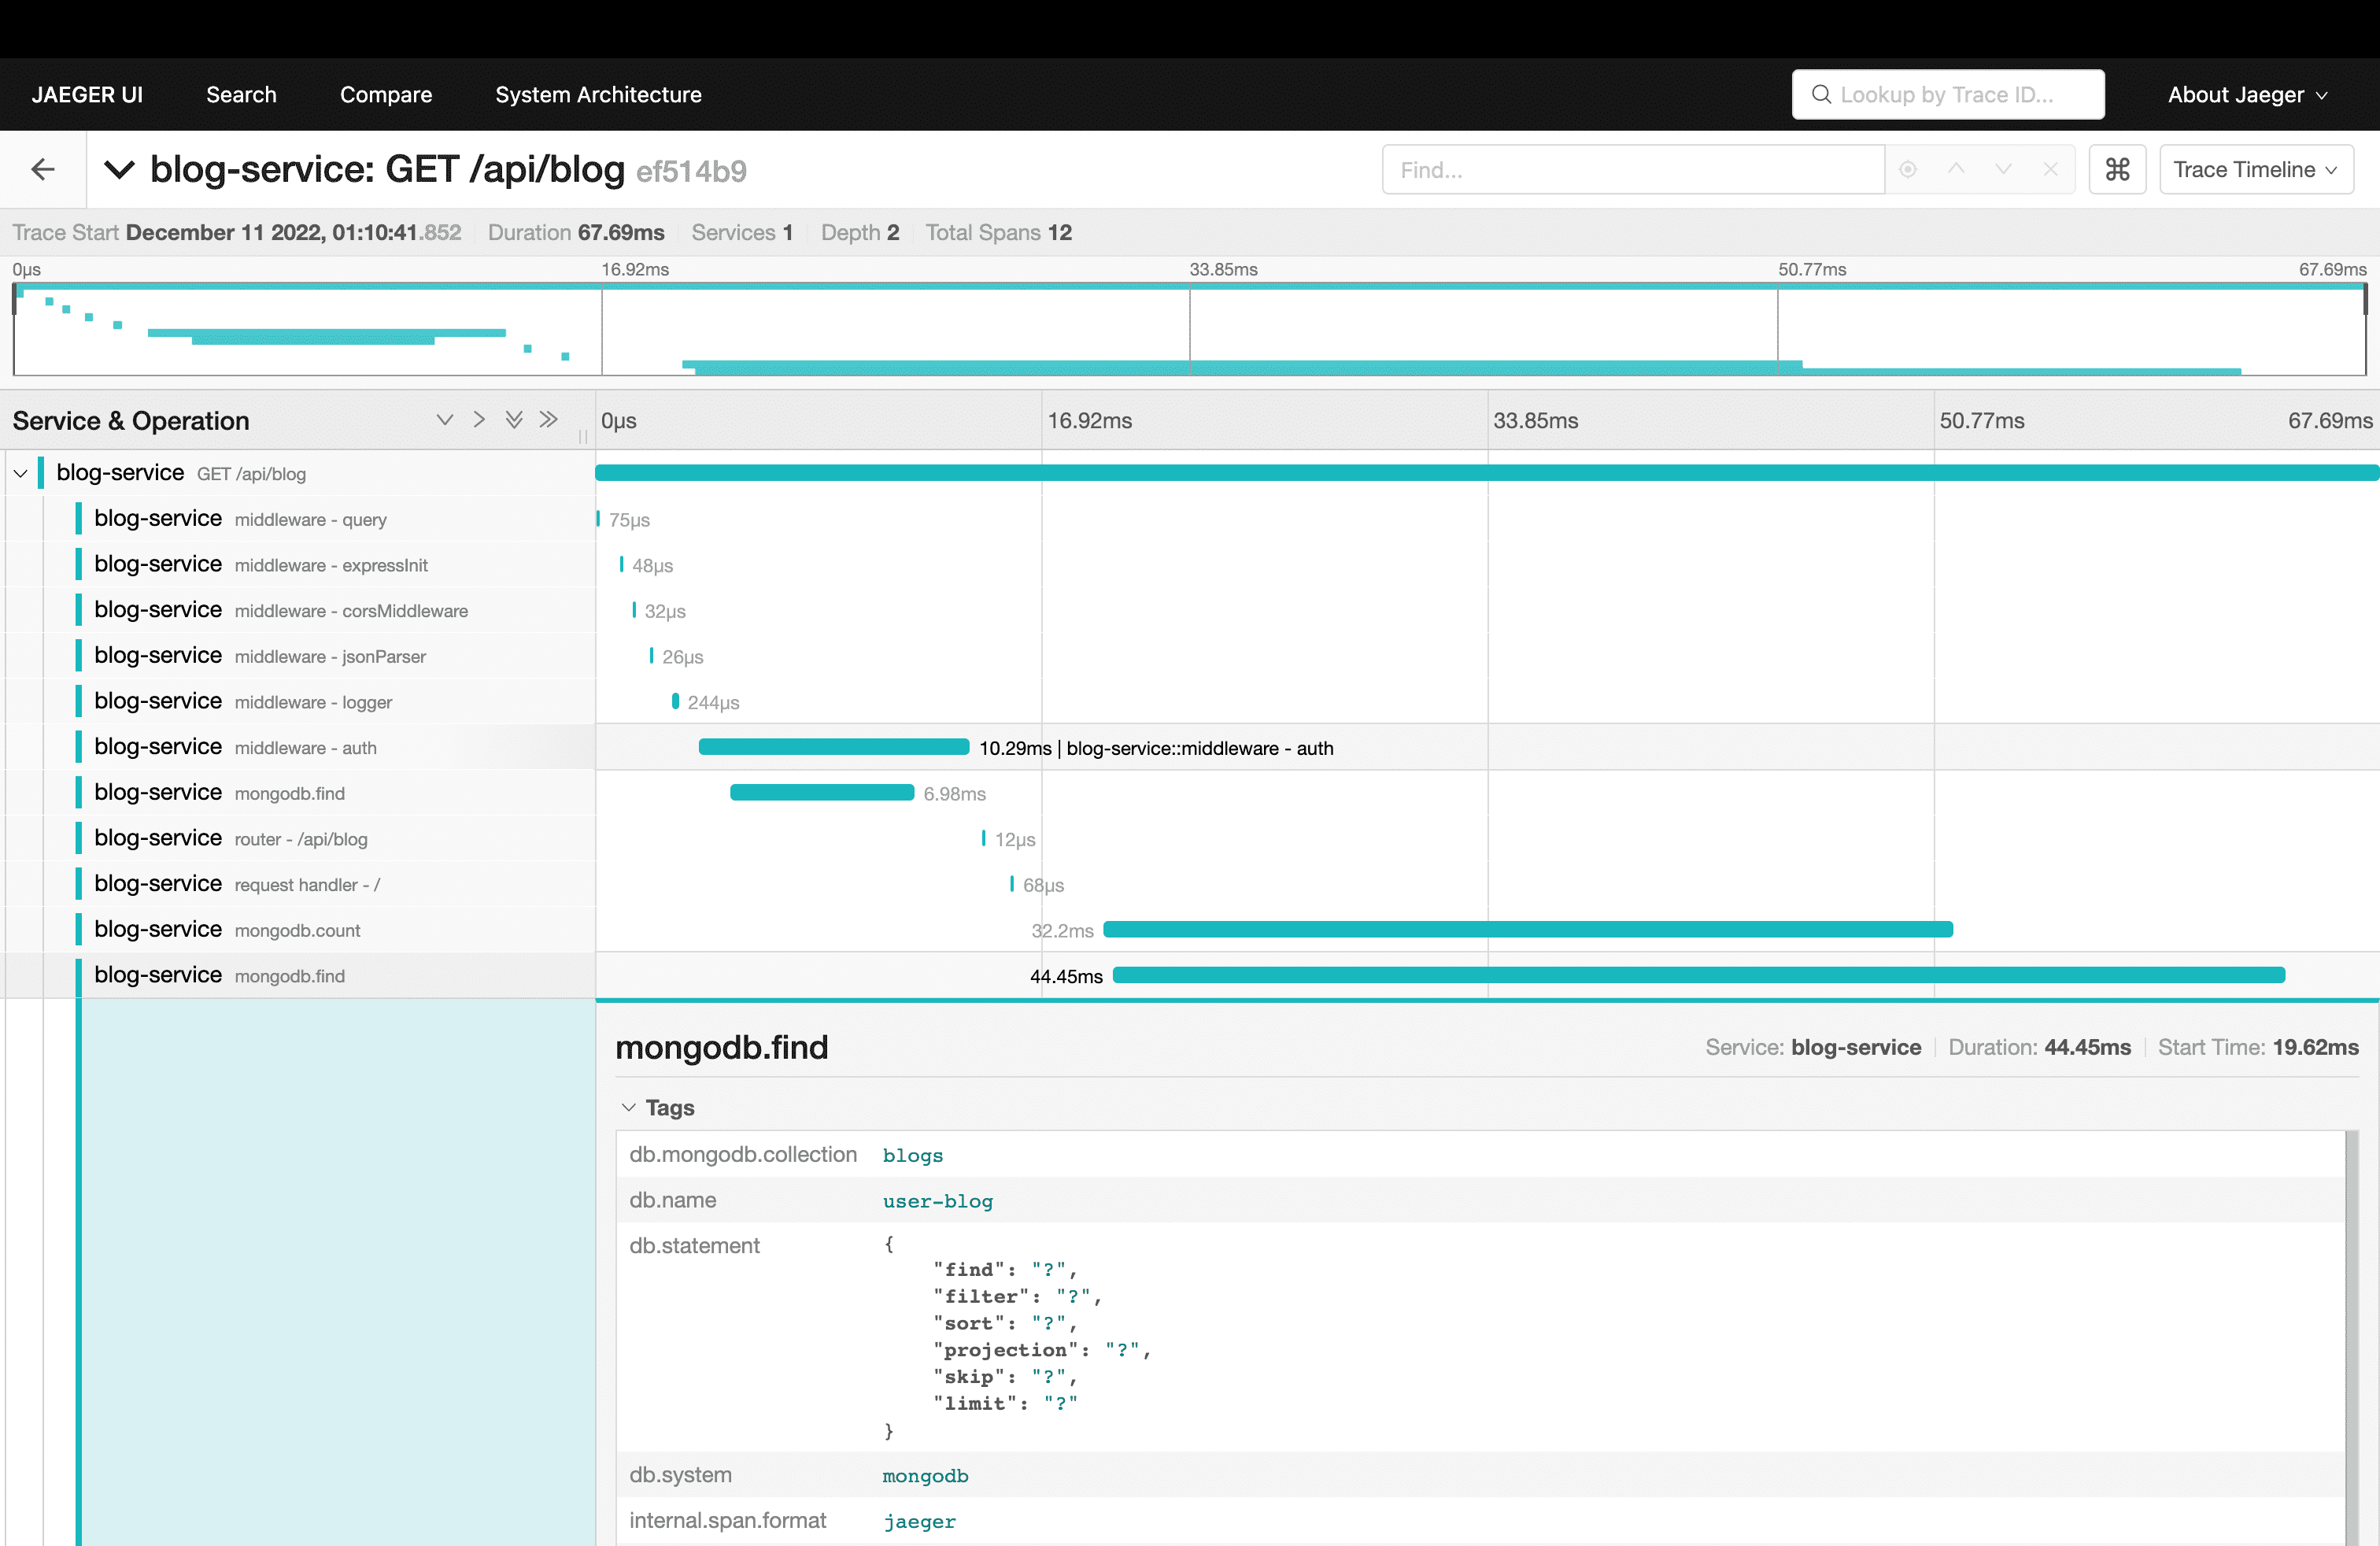 JAEGER UI Search Compare System Architecture Lookup by Trace ID... About Jaeger
blog-service: GET /api/blog ef514b9 Find... ⌘ Trace Timeline
Trace Start December 11 2022, 01:10:41.852 Duration 67.69ms Services 1 Depth 2 Total Spans 12
0μs 16.92ms 33.85ms 50.77ms 67.69ms
Service & Operation 0μs 16.92ms 33.85ms 50.77ms 67.69ms
blog-service GET /api/blog
blog-service middleware - query 75μs
blog-service middleware - expressInit 48μs
blog-service middleware - corsMiddleware 32μs
blog-service middleware - jsonParser 26μs
blog-service middleware - logger 244μs
blog-service middleware - auth 10.29ms | blog-service::middleware - auth
blog-service mongodb.find 6.98ms
blog-service router - /api/blog 12μs
blog-service request handler - / 68μs
blog-service mongodb.count 32.2ms
blog-service mongodb.find 44.45ms
mongodb.find Service: blog-service Duration: 44.45ms Start Time: 19.62ms
Tags
db.mongodb.collection blogs
db.name user-blog
db.statement {
"find": "?",
"filter": "?",
"sort": "?",
"projection": "?",
"skip": "?",
"limit": "?"
}
db.system mongodb
internal.span.format jaeger